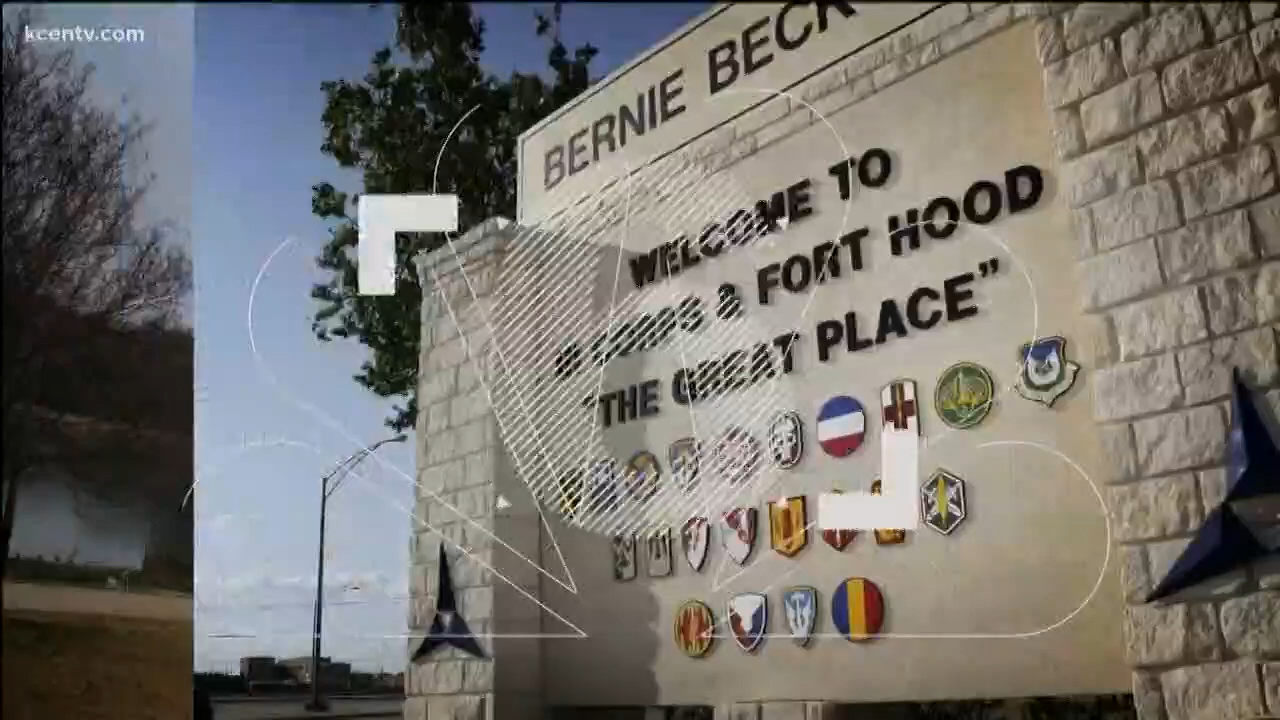 kcentv.com
BERNIE BECK
WELCOME TO
& FORT HOOD
"THE GREAT PLACE"